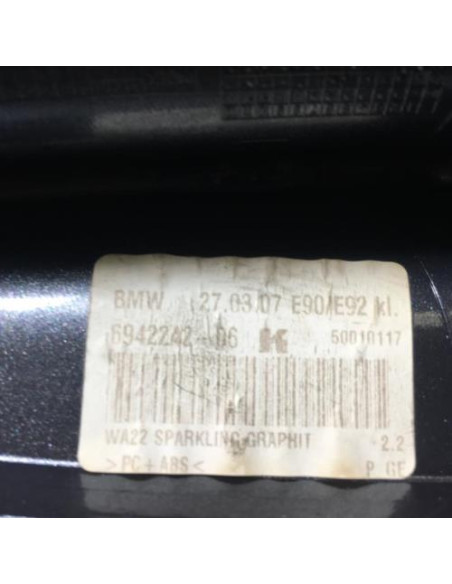 BMW 27.03.07 E90/E92 kl.
6942242-06 K 50010117
WA22 SPARKLING GRAPHIT 2.2
>PC+ABS< P GE